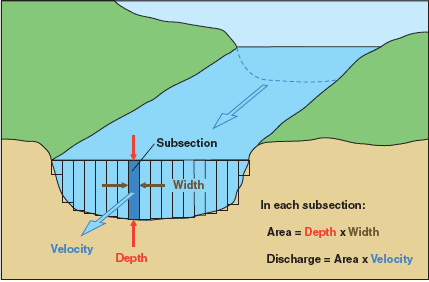 Subsection
Width
Velocity
Depth
In each subsection:
Area = Depth x Width
Discharge = Area x Velocity